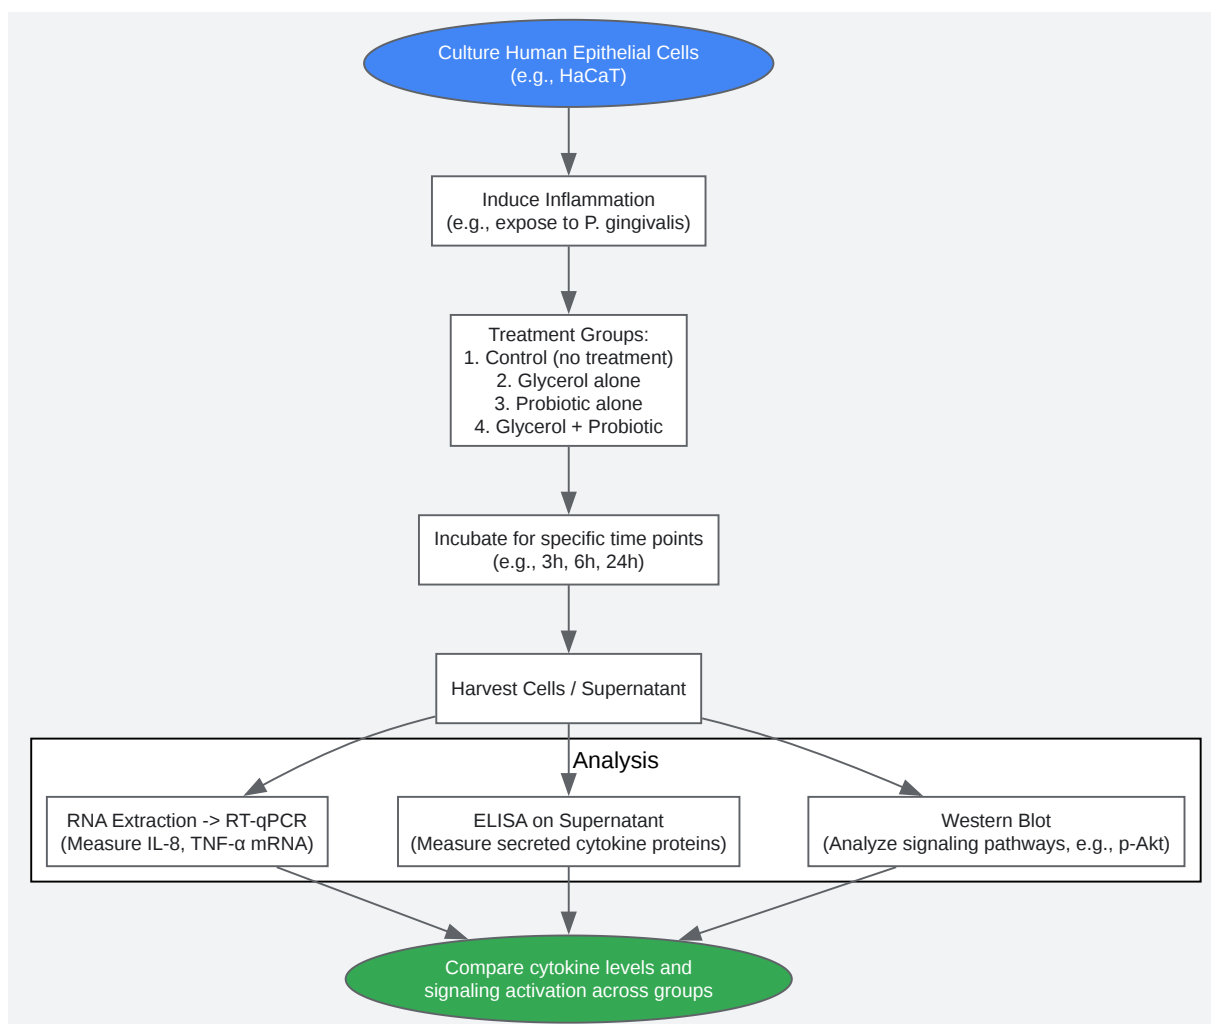 Culture Human Epithelial Cells
(e.g., HaCaT)
Induce Inflammation
(e.g., expose to P. gingivalis)
Treatment Groups:
1. Control (no treatment)
2. Glycerol alone
3. Probiotic alone
4. Glycerol + Probiotic
Incubate for specific time points
(e.g., 3h, 6h, 24h)
Harvest Cells / Supernatant
Analysis
RNA Extraction -> RT-qPCR
(Measure IL-8, TNF-α mRNA)
ELISA on Supernatant
(Measure secreted cytokine proteins)
Western Blot
(Analyze signaling pathways, e.g., p-Akt)
Compare cytokine levels and
signaling activation across groups